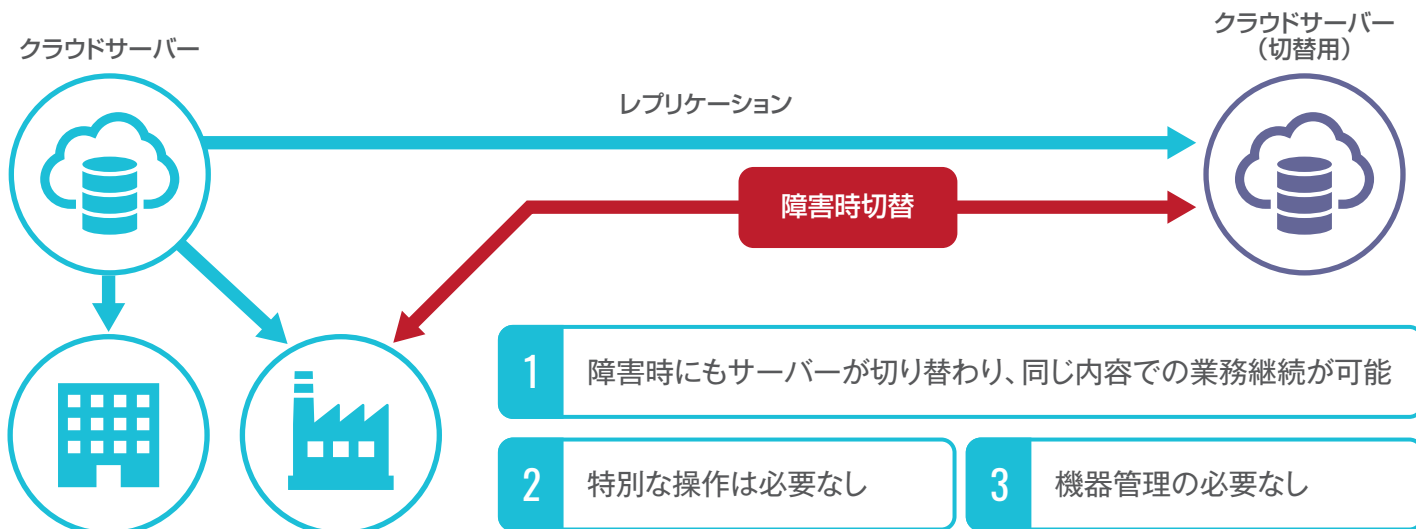 クラウドサーバー
クラウドサーバー
（切替用）
レプリケーション
障害時切替
1 障害時にもサーバーが切り替わり、同じ内容での業務継続が可能
2 特別な操作は必要なし
3 機器管理の必要なし